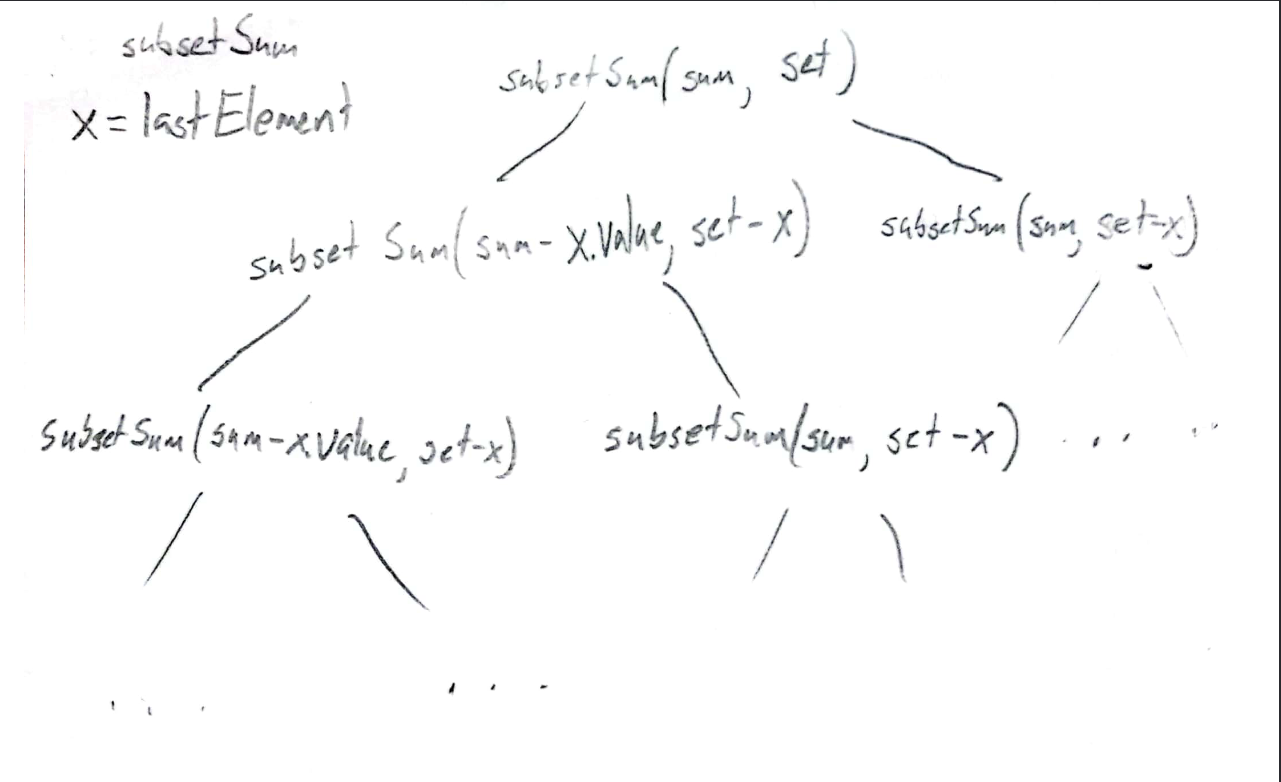 subsetSum
x = lastElement
subsetSum(sum, set)
subset Sum(sum - x.value, set - x)
subsetSum(sum, set-x)
subsetSum(sum-x.value, set-x)
subsetSum(sum, set-x)
...
...
...
...